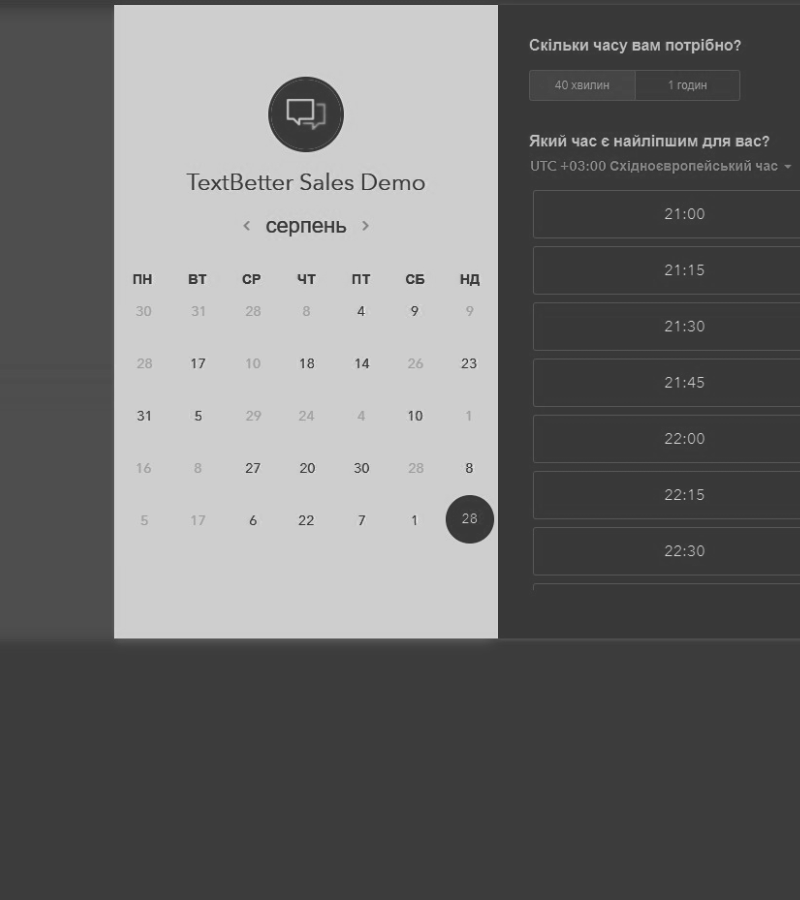 TextBetter Sales Demo
серпень
ПН ВТ СР ЧТ ПТ СБ НД
30 31 28 8 4 9 9
28 17 10 18 14 26 23
31 5 29 24 4 10 1
16 8 27 20 30 28 8
5 17 6 22 7 1 28
Скільки часу вам потрібно?
40 хвилин 1 годин
Який час є найліпшим для вас?
UTC +03:00 Східноєвропейський час
21:00
21:15
21:30
21:45
22:00
22:15
22:30